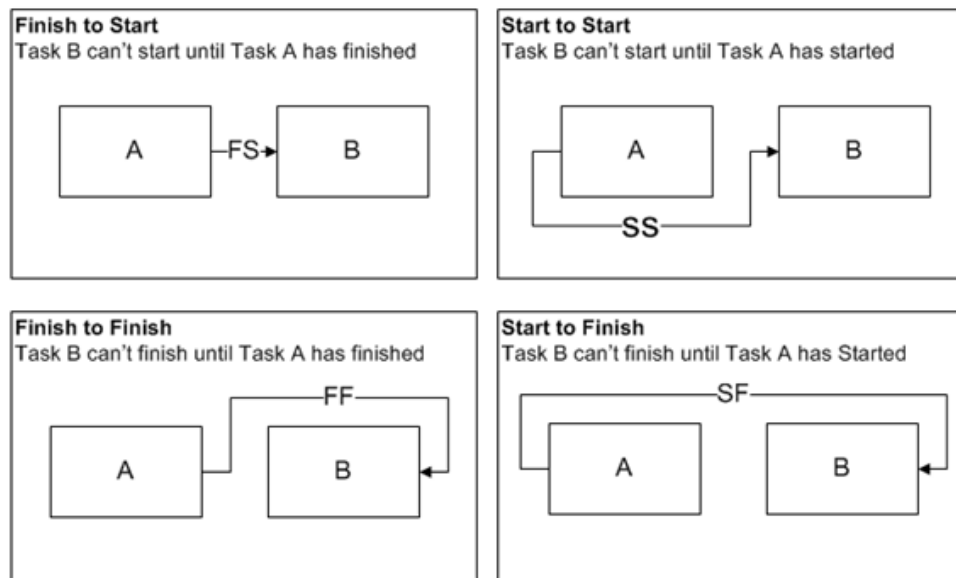 Finish to Start
Task B can't start until Task A has finished
A
FS
B
Start to Start
Task B can't start until Task A has started
A
B
SS
Finish to Finish
Task B can't finish until Task A has finished
FF
A
B
Start to Finish
Task B can't finish until Task A has Started
SF
A
B